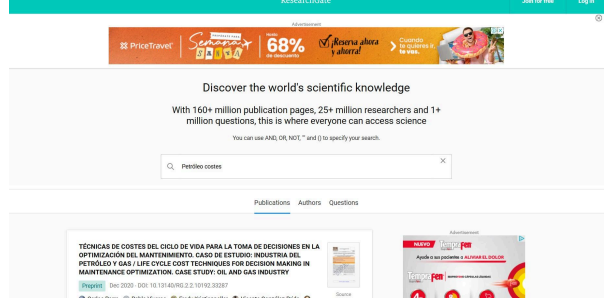 ResearchGate
Join for free
Log in
Advertisement
PriceTravel
Semana
SANTA
Hasta
68%
de descuento
¡Reserva ahora
y ahorra!
Cuando
te quieres ir,
te vas.
Discover the world's scientific knowledge
With 160+ million publication pages, 25+ million researchers and 1+
million questions, this is where everyone can access science
You can use AND, OR, NOT, "" and () to specify your search.
Petróleo costes
Publications Authors Questions
Advertisement
TÉCNICAS DE COSTES DEL CICLO DE VIDA PARA LA TOMA DE DECISIONES EN LA
OPTIMIZACIÓN DEL MANTENIMIENTO. CASO DE ESTUDIO: INDUSTRIA DEL
PETRÓLEO Y GAS / LIFE CYCLE COST TECHNIQUES FOR DECISION MAKING IN
MAINTENANCE OPTIMIZATION. CASE STUDY: OIL AND GAS INDUSTRY
Preprint Dec 2020 - DOI: 10.13140/RG.2.2.10192.33287
Source
NUEVO Tempofen
Ayuda a sus pacientes a ALIVIAR EL DOLOR